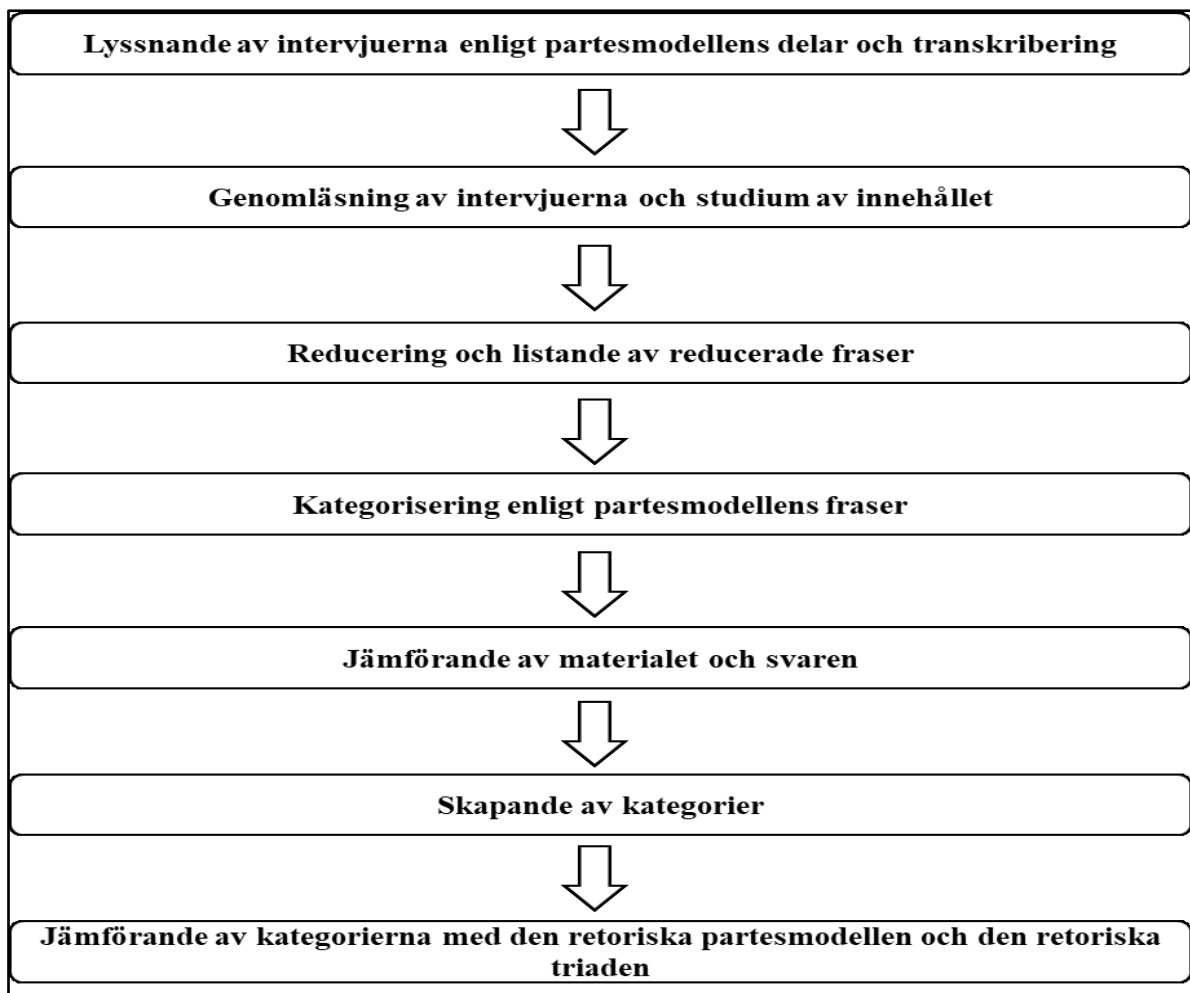 Lyssnande av intervjuerna enligt partesmodellens delar och transkribering
Genomläsning av intervjuerna och studium av innehållet
Reducering och listande av reducerade fraser
Kategorisering enligt partesmodellens fraser
Jämförande av materialet och svaren
Skapande av kategorier
Jämförande av kategorierna med den retoriska partesmodellen och den retoriska
triaden